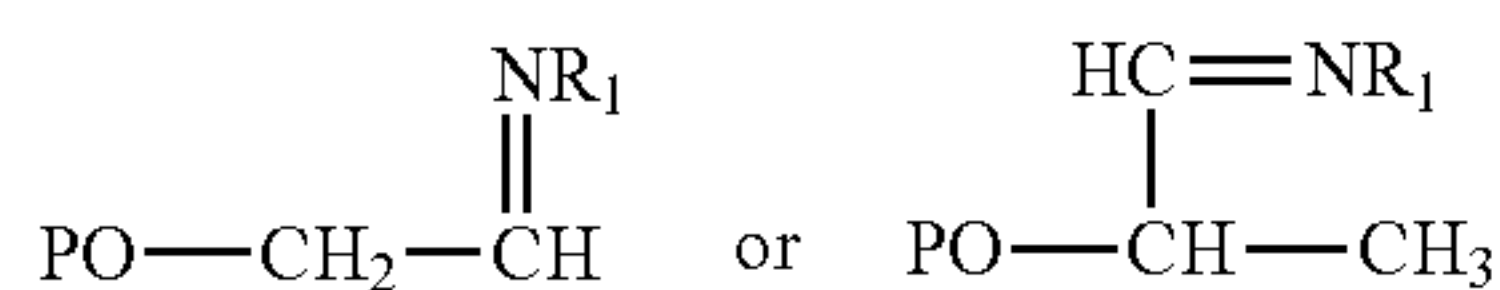 NR₁ HC NR₁
PO CH₂ CH or PO CH CH₃